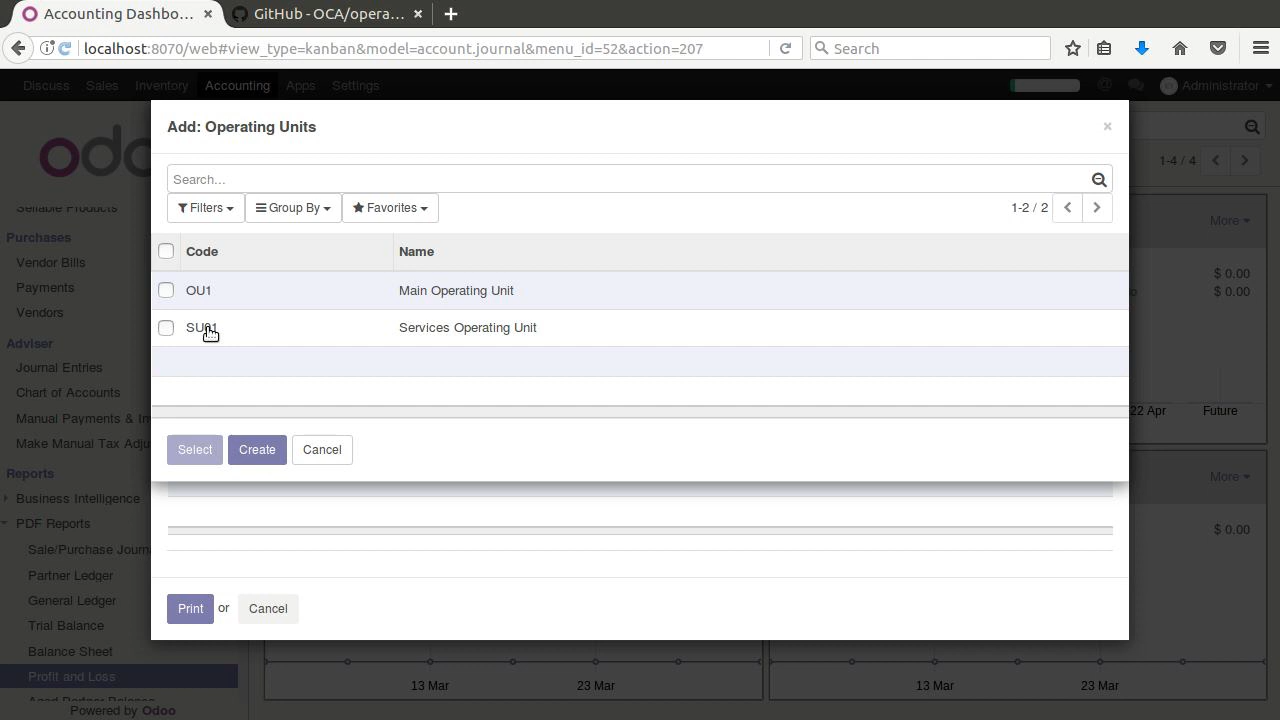 Accounting Dashbo...
GitHub - OCA/opera...
localhost:8070/web#view_type=kanban&model=account.journal&menu_id=52&action=207
Search
Discuss Sales Inventory Accounting Apps Settings
Administrator
Add: Operating Units
Search...
Filters Group By Favorites
1-2 / 2
Code Name
OU1 Main Operating Unit
Services Operating Unit
Select Create Cancel
Print or Cancel
odo
Sellable Products
Purchases
Vendor Bills
Payments
Vendors
Adviser
Journal Entries
Chart of Accounts
Manual Payments &
Make Manual Tax
Reports
Business Intelligence
PDF Reports
Sale/Purchase
Partner Ledger
General Ledger
Trial Balance
Balance Sheet
Profit and Loss
Aged Partner Balance
Powered by Odoo
1-4 / 4
More
$ 0.00
$ 0.00
22 Apr Future
More
$ 0.00
13 Mar 23 Mar
13 Mar 23 Mar